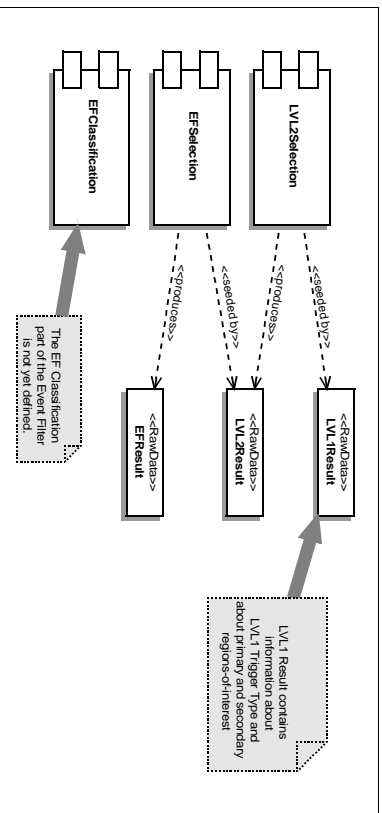 LVL2Selection
EFSelection
EFClassification
<<seeded by>>
<<produces>>
<<seeded by>>
<<produces>>
<<RawData>>
LVL1Result
<<RawData>>
LVL2Result
<<RawData>>
EFResult
LVL1 Result contains
information about
LVL1 Trigger Type and
about primary and secondary
regions-of-interest
The EF Classification
part of the Event Filter
is not yet defined.